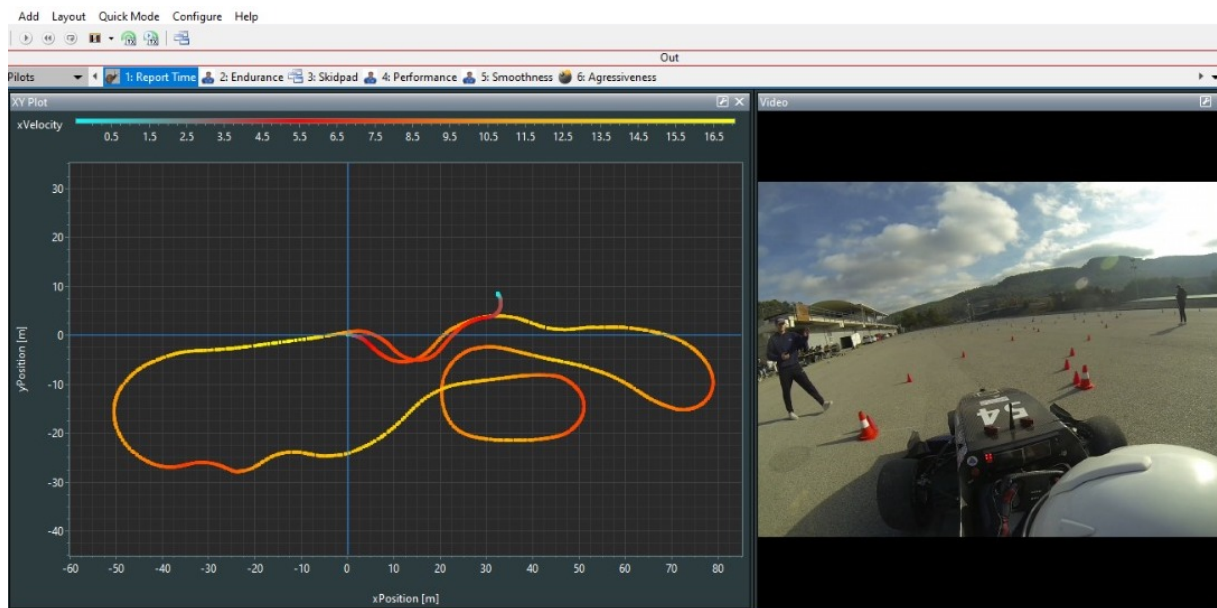 Add Layout Quick Mode Configure Help
Out
Pilots 1: Report Time 2: Endurance 3: Skidpad 4: Performance 5: Smoothness 6: Agressiveness
XY Plot
Video
xVelocity
0.5 1.5 2.5 3.5 4.5 5.5 6.5 7.5 8.5 9.5 10.5 11.5 12.5 13.5 14.5 15.5 16.5
30
20
10
0
-10
-20
-30
-40
yPosition [m]
-60 -50 -40 -30 -20 -10 0 10 20 30 40 50 60 70 80
xPosition [m]
54